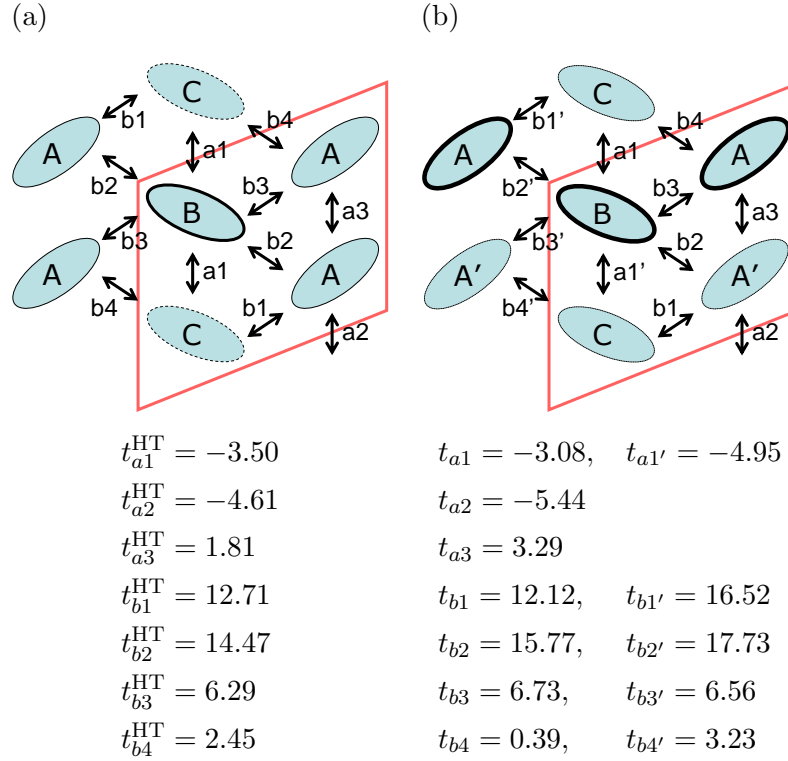 (a)
(b)
C
b1
b4
A
a1
A
b2
b3
B
a3
b3
b2
A
a1
A
b4
b1
C
a2
C
b1’
b4
A
a1
A
b2’
b3
B
a3
b3’
b2
A′
a1’
A′
b4’
b1
C
a2
t_{a1}^{HT} = −3.50
t_{a2}^{HT} = −4.61
t_{a3}^{HT} = 1.81
t_{b1}^{HT} = 12.71
t_{b2}^{HT} = 14.47
t_{b3}^{HT} = 6.29
t_{b4}^{HT} = 2.45
t_{a1} = −3.08, t_{a1′} = −4.95
t_{a2} = −5.44
t_{a3} = 3.29
t_{b1} = 12.12, t_{b1′} = 16.52
t_{b2} = 15.77, t_{b2′} = 17.73
t_{b3} = 6.73, t_{b3′} = 6.56
t_{b4} = 0.39, t_{b4′} = 3.23